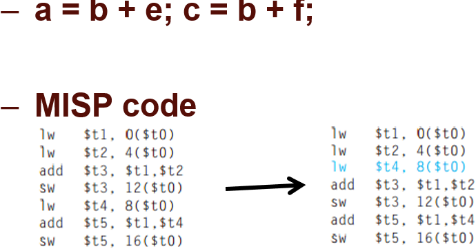 – a = b + e; c = b + f;
– MISP code
lw $t1, 0($t0)
lw $t2, 4($t0)
add $t3, $t1,$t2
sw $t3, 12($t0)
lw $t4, 8($t0)
add $t5, $t1,$t4
sw $t5, 16($t0)
lw $t1, 0($t0)
lw $t2, 4($t0)
lw $t4, 8($t0)
add $t3, $t1,$t2
sw $t3, 12($t0)
add $t5, $t1,$t4
sw $t5, 16($t0)